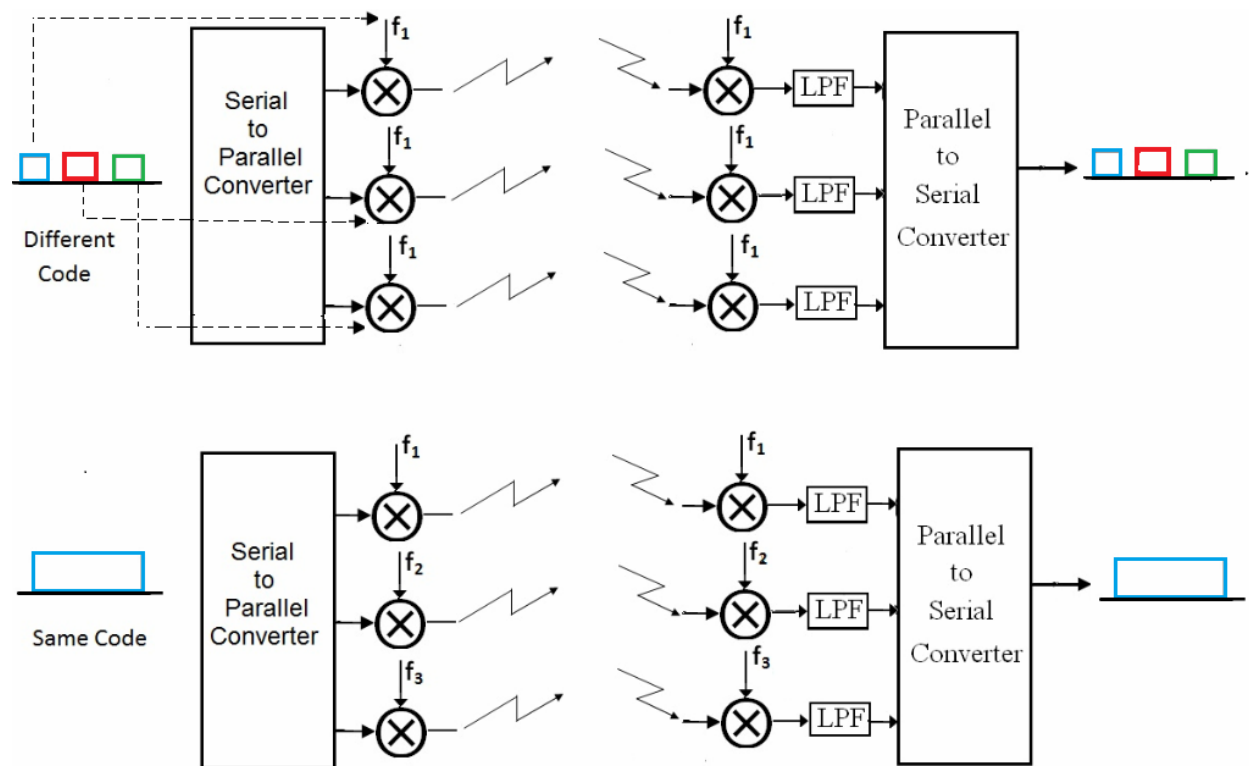 f₁
f₁
Serial
to
Parallel
Converter
LPF
Parallel
to
Serial
Converter
f₁
f₁
LPF
Different
Code
f₁
f₁
LPF
f₁
f₁
Serial
to
Parallel
Converter
LPF
Parallel
to
Serial
Converter
f₂
f₂
LPF
Same Code
f₃
f₃
LPF